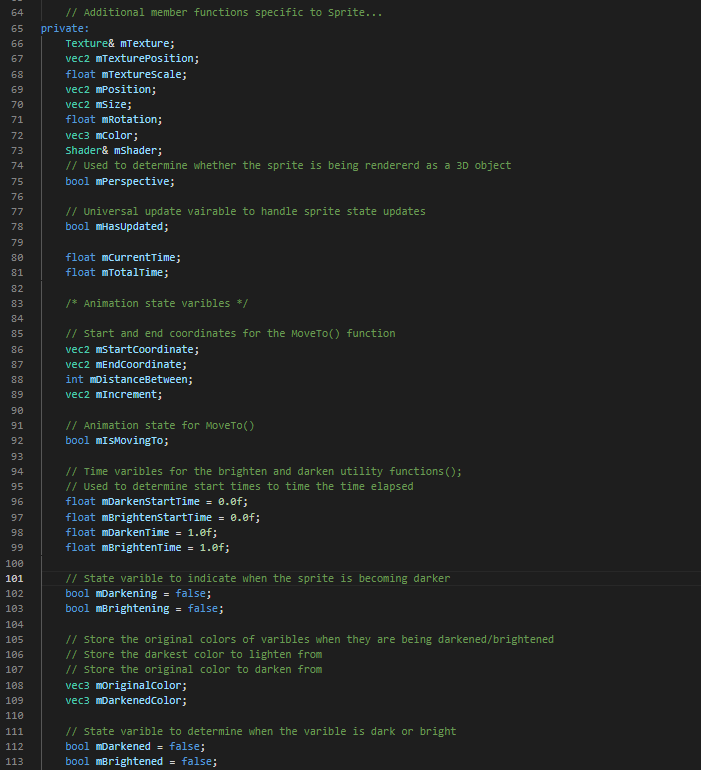 64 // Additional member functions specific to Sprite...
65 private:
66 Texture& mTexture;
67 vec2 mTexturePosition;
68 float mTextureScale;
69 vec2 mPosition;
70 vec2 mSize;
71 float mRotation;
72 vec3 mColor;
73 Shader& mShader;
74 // Used to determine whether the sprite is being rendererd as a 3D object
75 bool mPerspective;
76
77 // Universal update vairable to handle sprite state updates
78 bool mHasUpdated;
79
80 float mCurrentTime;
81 float mTotalTime;
82
83 /* Animation state varibles */
84
85 // Start and end coordinates for the MoveTo() function
86 vec2 mStartCoordinate;
87 vec2 mEndCoordinate;
88 int mDistanceBetween;
89 vec2 mIncrement;
90
91 // Animation state for MoveTo()
92 bool mIsMovingTo;
93
94 // Time varibles for the brighten and darken utility functions();
95 // Used to determine start times to time the time elapsed
96 float mDarkenStartTime = 0.0f;
97 float mBrightenStartTime = 0.0f;
98 float mDarkenTime = 1.0f;
99 float mBrightenTime = 1.0f;
100
101 // State varible to indicate when the sprite is becoming darker
102 bool mDarkening = false;
103 bool mBrightening = false;
104
105 // Store the original colors of varibles when they are being darkened/brightened
106 // Store the darkest color to lighten from
107 // Store the original color to darken from
108 vec3 mOriginalColor;
109 vec3 mDarkenedColor;
110
111 // State varible to determine when the varible is dark or bright
112 bool mDarkened = false;
113 bool mBrightened = false;